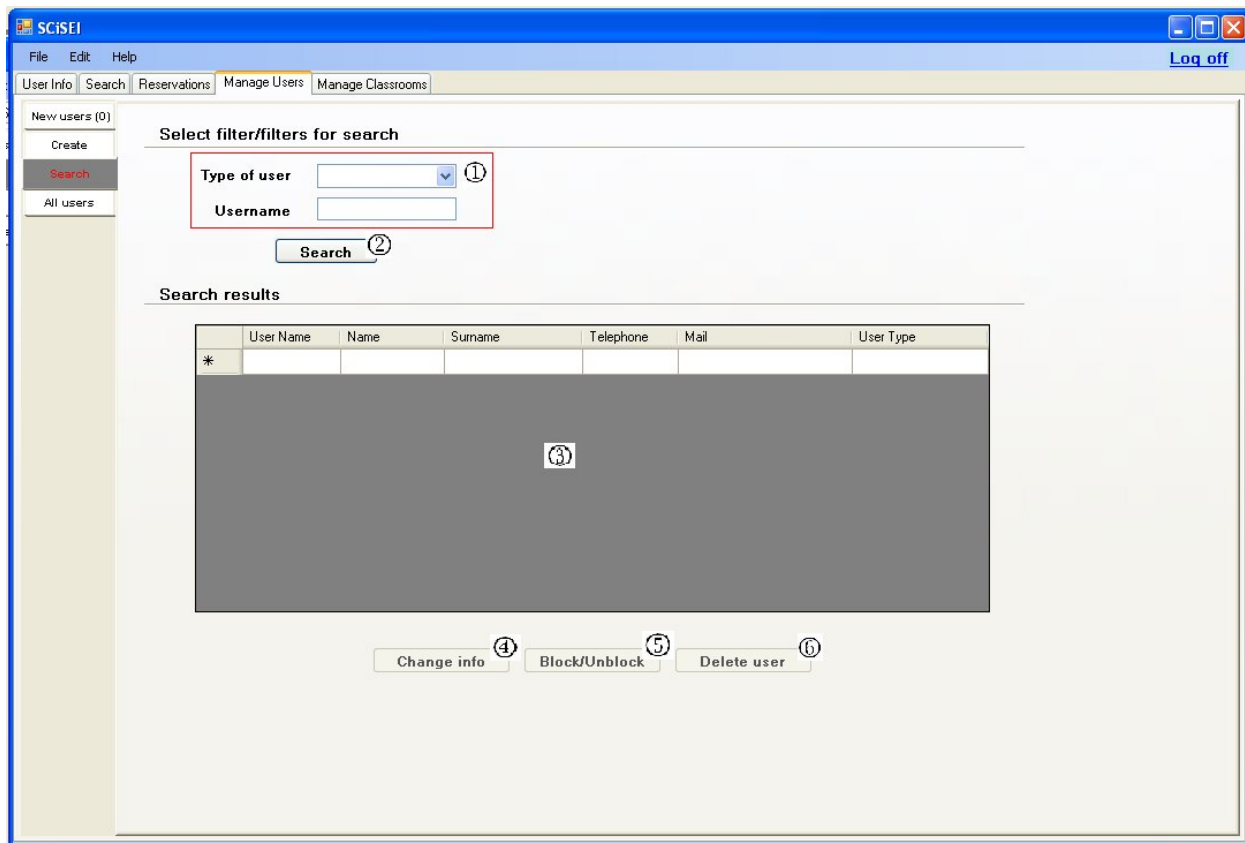 SCiSEI
File Edit Help
Log off
User Info Search Reservations Manage Users Manage Classrooms
New users (0)
Create
Search
All users
Select filter/filters for search
Type of user ①
Username
Search ②
Search results
User Name Name Surname Telephone Mail User Type
*
③
Change info ④ Block/Unblock ⑤ Delete user ⑥